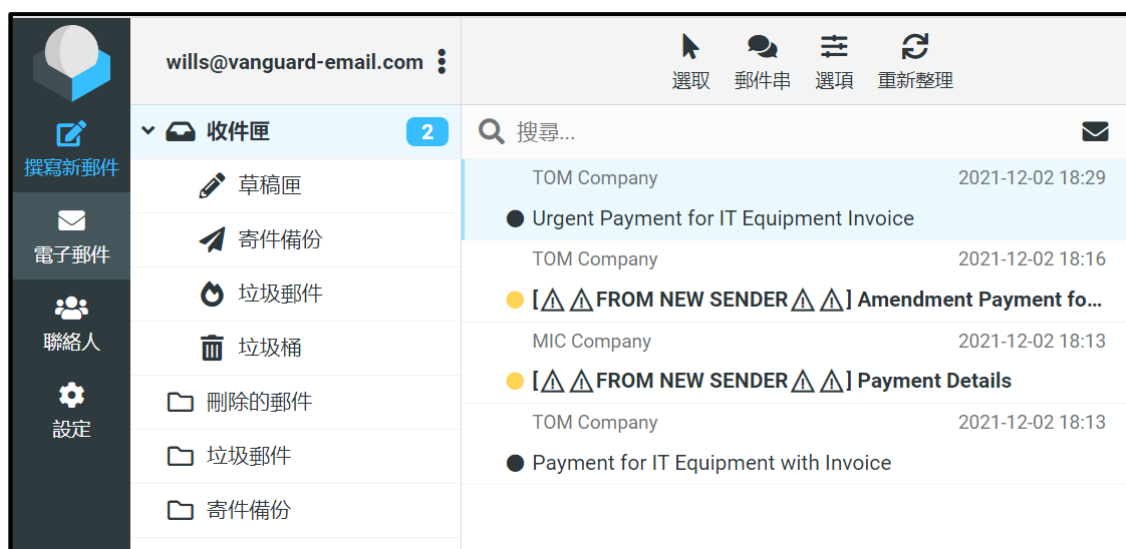 撰寫新郵件
電子郵件
聯絡人
設定
wills@vanguard-email.com
收件匣 2
草稿匣
寄件備份
垃圾郵件
垃圾桶
刪除的郵件
垃圾郵件
寄件備份
選取 郵件串 選項 重新整理
搜尋...
TOM Company 2021-12-02 18:29
Urgent Payment for IT Equipment Invoice
TOM Company 2021-12-02 18:16
[⚠ ⚠FROM NEW SENDER⚠ ⚠] Amendment Payment fo...
MIC Company 2021-12-02 18:13
[⚠ ⚠FROM NEW SENDER⚠ ⚠] Payment Details
TOM Company 2021-12-02 18:13
Payment for IT Equipment with Invoice